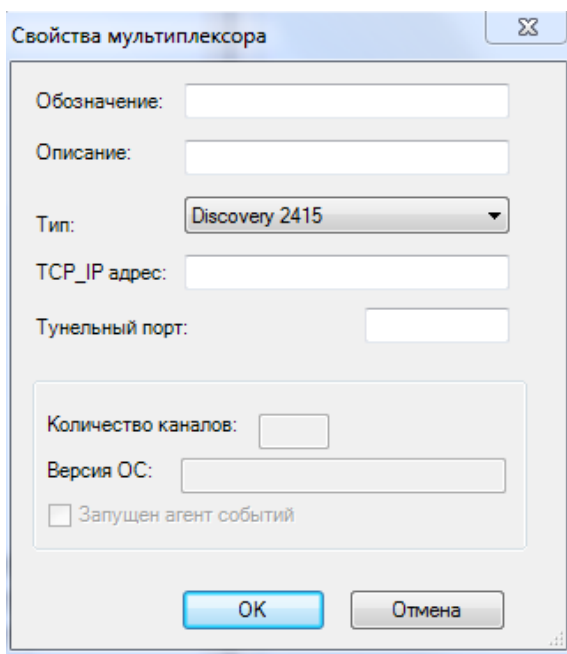 Свойства мультиплексора
Обозначение:
Описание:
Тип: Discovery 2415
TCP_IP адрес:
Тунельный порт:
Количество каналов:
Версия ОС:
Запущен агент событий
OK Отмена